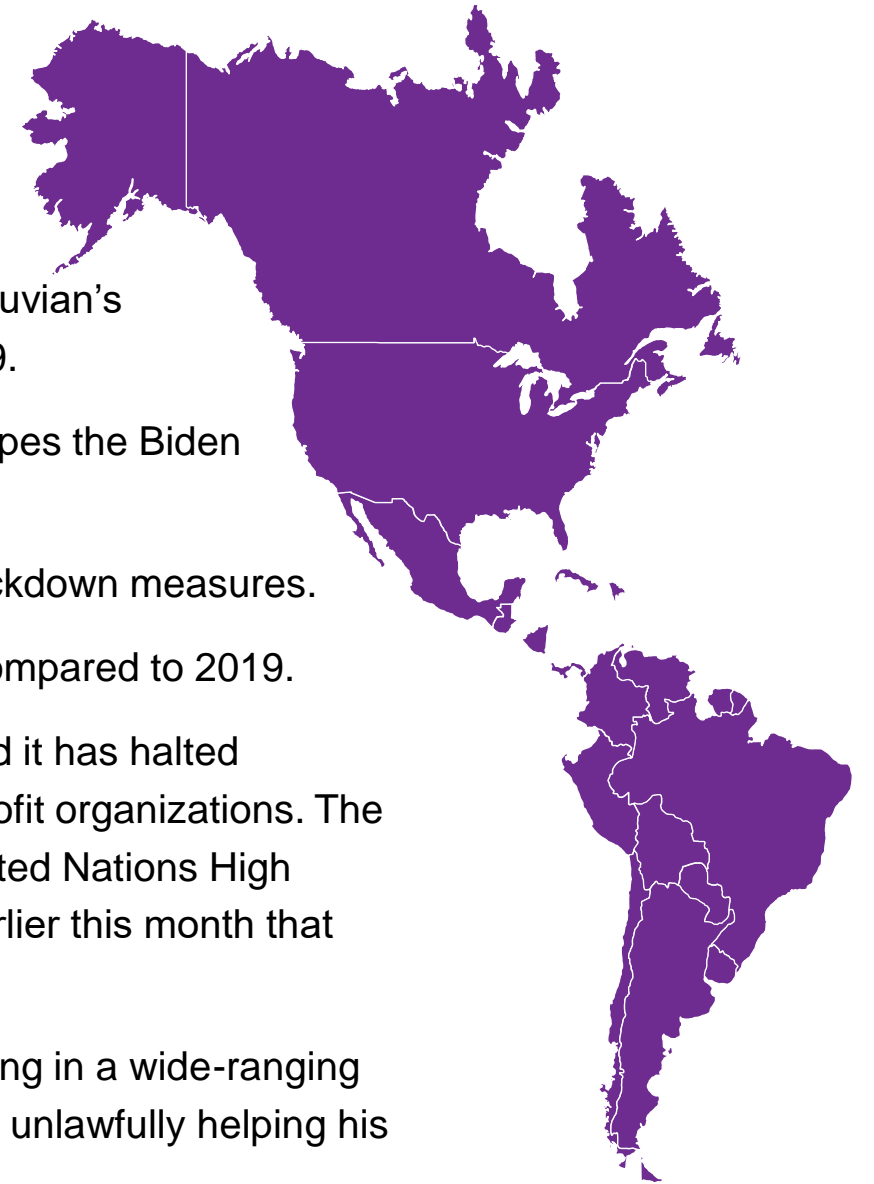 uvian’s
9.
pes the Biden
ckdown measures.
ompared to 2019.
d it has halted
ofit organizations. The
ted Nations High
rlier this month that
ng in a wide-ranging
unlawfully helping his